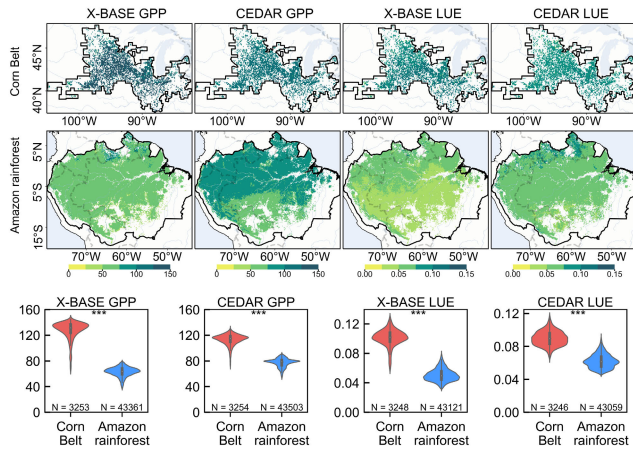 X-BASE GPP CEDAR GPP X-BASE LUE CEDAR LUE
Corn Belt
45°N
40°N
100°W 90°W 100°W 90°W 100°W 90°W 100°W 90°W
Amazon rainforest
5°N
5°S
15°S
70°W 60°W 50°W 70°W 60°W 50°W 70°W 60°W 50°W 70°W 60°W 50°W
0 50 100 150 0 50 100 150 0.00 0.05 0.10 0.15 0.00 0.05 0.10 0.15
X-BASE GPP CEDAR GPP X-BASE LUE CEDAR LUE
*** *** *** ***
160 160 0.12 0.12
120 120 0.08 0.08
80 80 0.04 0.04
40 40 0.00 0.00
0 0
N = 3253 N = 43361 N = 3254 N = 43503 N = 3248 N = 43121 N = 3246 N = 43059
Corn Amazon Corn Amazon Corn Amazon Corn Amazon
Belt rainforest Belt rainforest Belt rainforest Belt rainforest